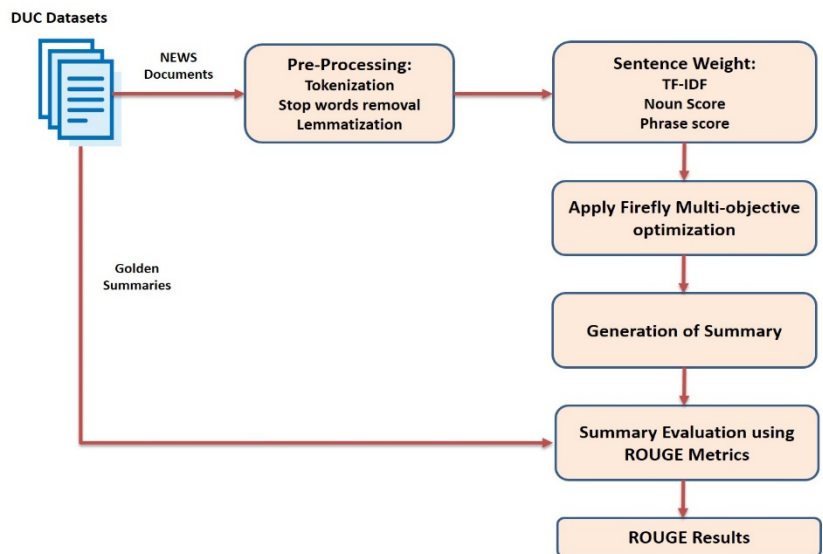 DUC Datasets
NEWS
Documents
Pre-Processing:
Tokenization
Stop words removal
Lemmatization
Sentence Weight:
TF-IDF
Noun Score
Phrase score
Apply Firefly Multi-objective
optimization
Golden
Summaries
Generation of Summary
Summary Evaluation using
ROUGE Metrics
ROUGE Results